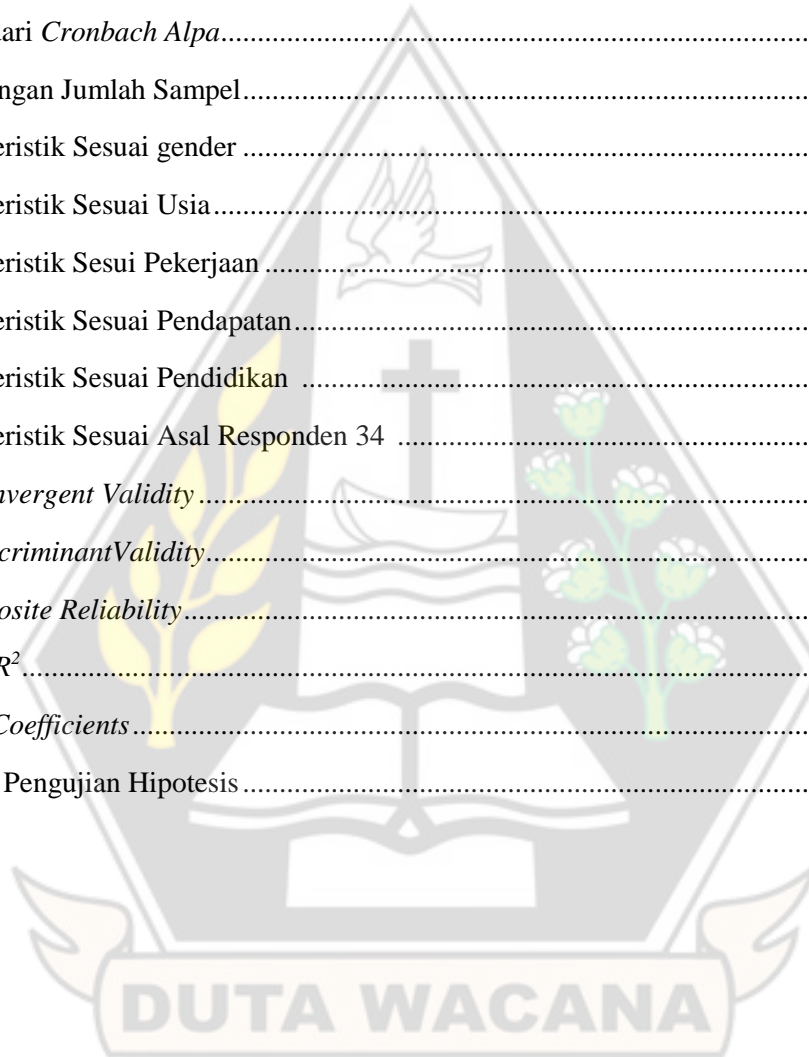 ari Cronbach Alpa........................................................................................
ngan Jumlah Sampel....................................................................................
eristik Sesuai gender ....................................................................................
eristik Sesuai Usia.........................................................................................
eristik Sesui Pekerjaan .................................................................................
eristik Sesuai Pendapatan............................................................................
eristik Sesuai Pendidikan ...........................................................................
eristik Sesuai Asal Responden 34 ............................................................
nvergent Validity ...........................................................................................
criminantValidity..........................................................................................
osite Reliability..............................................................................................
R²......................................................................................................................
Coefficients .....................................................................................................
Pengujian Hipotesis ....................................................................................
DUTA WACANA